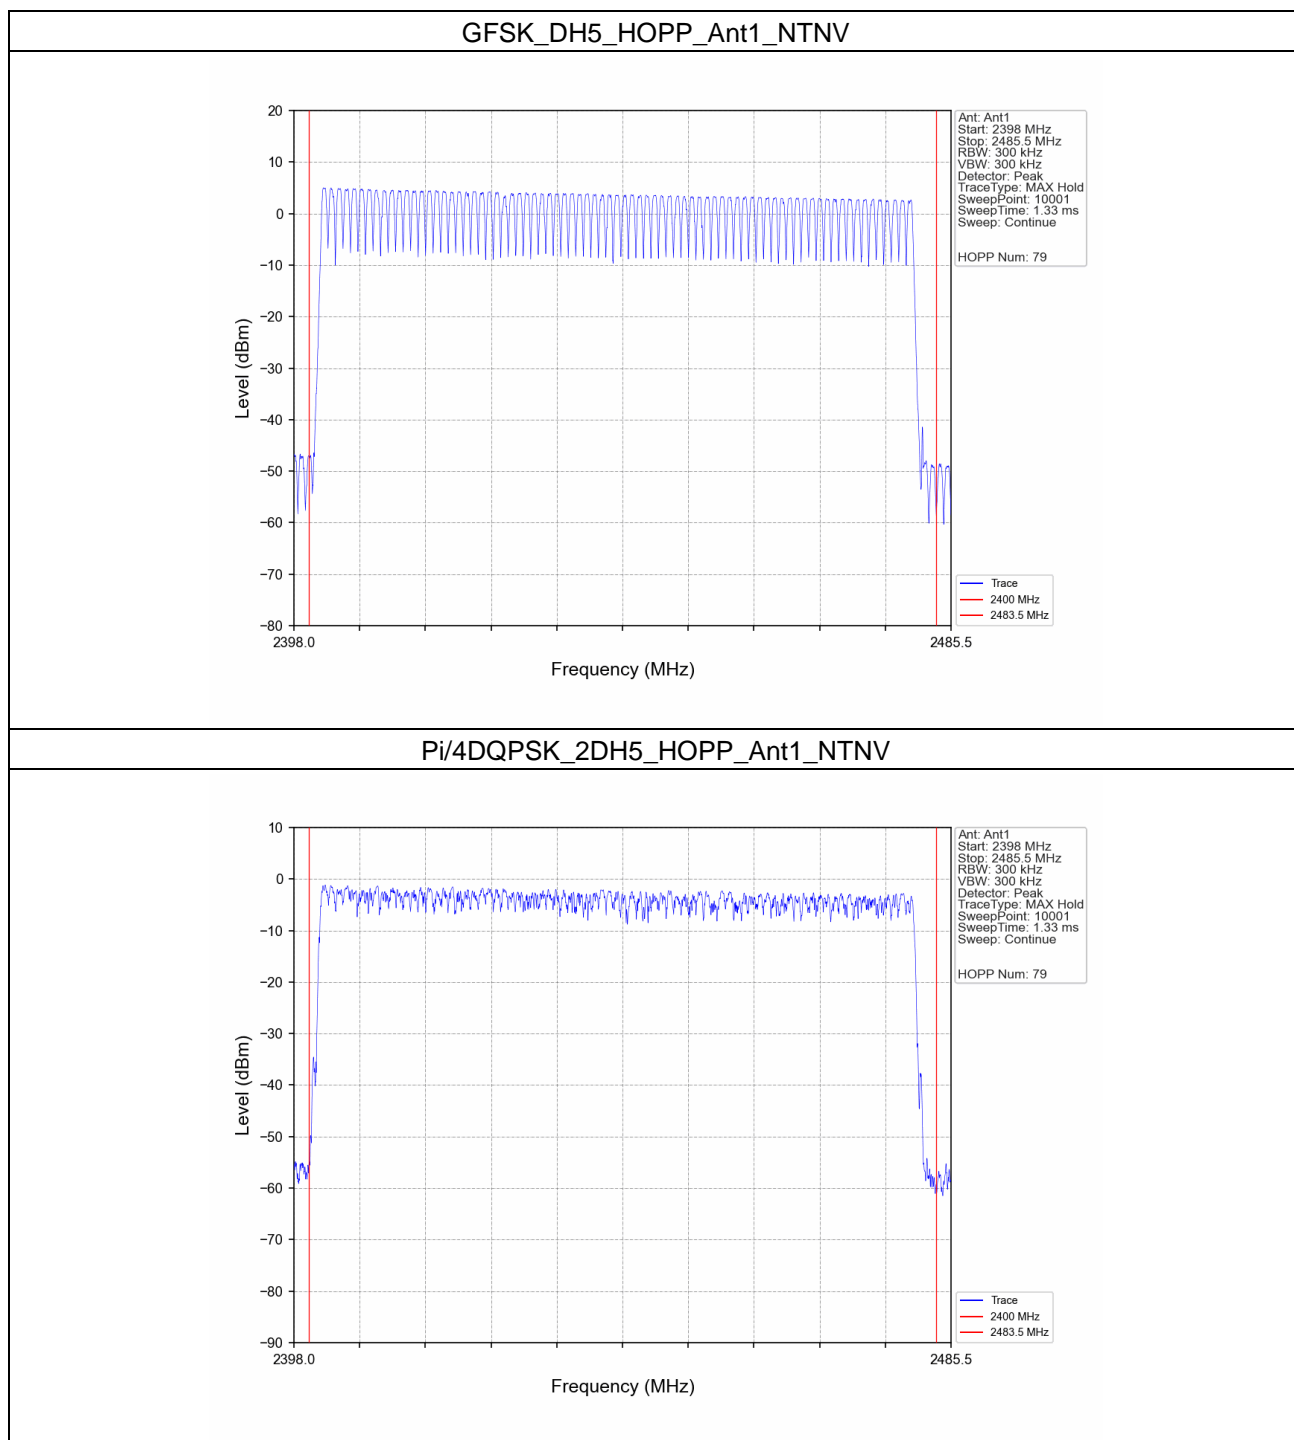 GFSK_DH5_HOPP_Ant1_NTNV
20
10
0
−10
−20
−30
−40
−50
−60
−70
−80
Level (dBm)
2398.0
2485.5
Frequency (MHz)
Ant: Ant1
Start: 2398 MHz
Stop: 2485.5 MHz
RBW: 300 kHz
VBW: 300 kHz
Detector: Peak
TraceType: MAX Hold
SweepPoint: 10001
SweepTime: 1.33 ms
Sweep: Continue
HOPP Num: 79
Trace
2400 MHz
2483.5 MHz
Pi/4DQPSK_2DH5_HOPP_Ant1_NTNV
10
0
−10
−20
−30
−40
−50
−60
−70
−80
−90
Level (dBm)
2398.0
2485.5
Frequency (MHz)
Ant: Ant1
Start: 2398 MHz
Stop: 2485.5 MHz
RBW: 300 kHz
VBW: 300 kHz
Detector: Peak
TraceType: MAX Hold
SweepPoint: 10001
SweepTime: 1.33 ms
Sweep: Continue
HOPP Num: 79
Trace
2400 MHz
2483.5 MHz